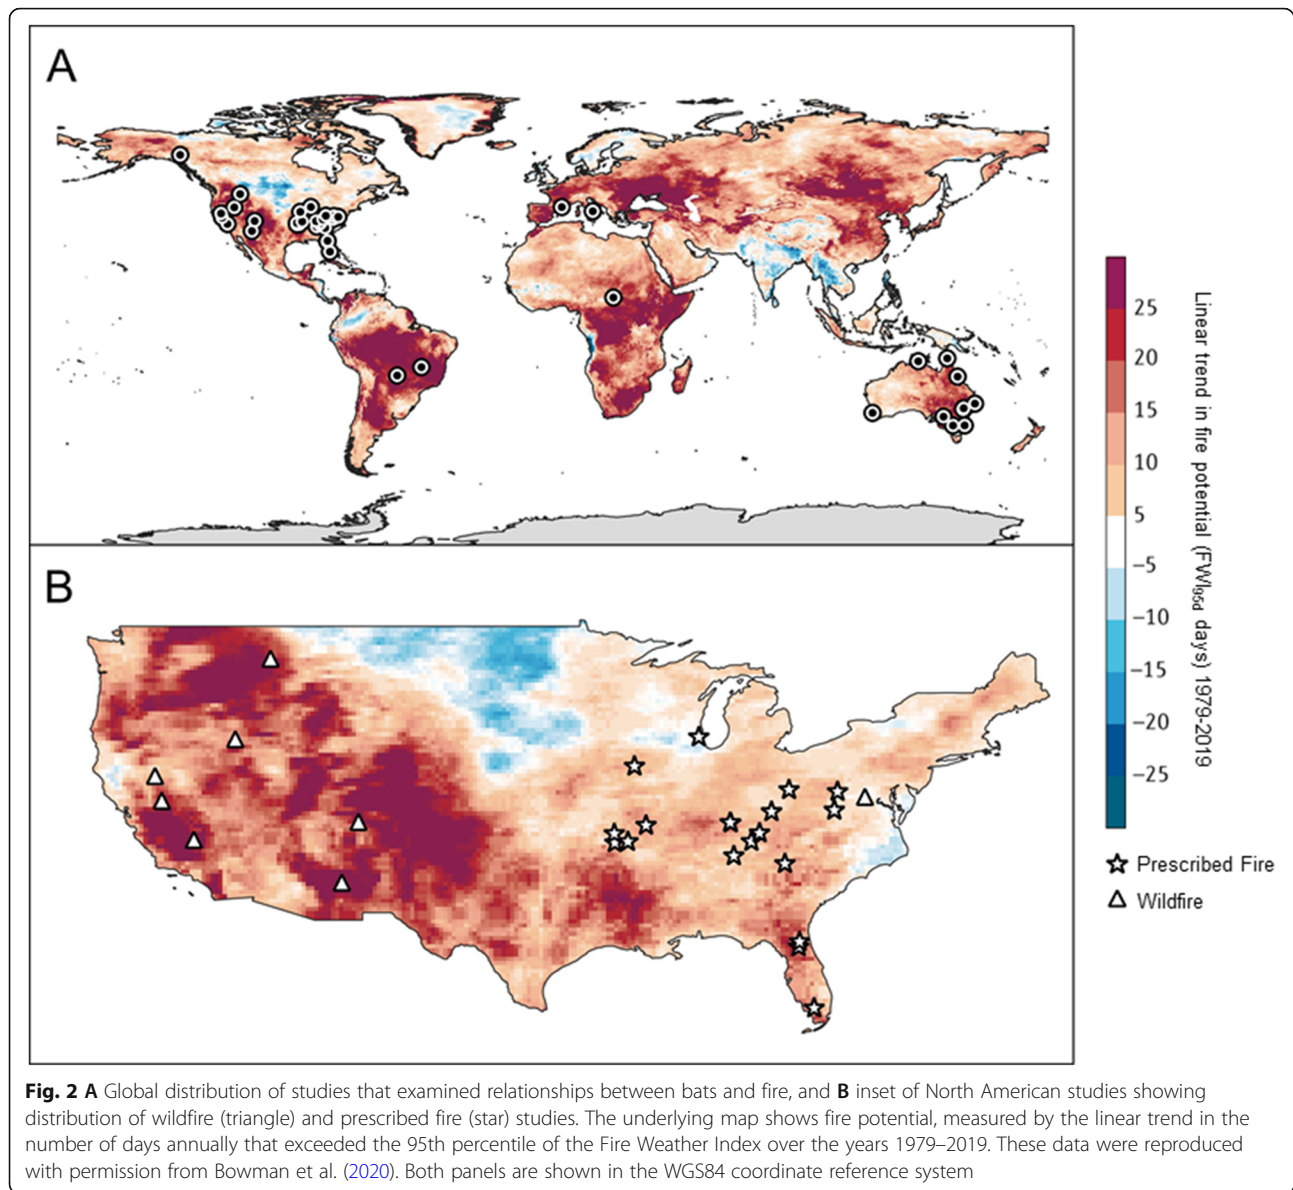 A
B
25
20
15
10
5
−5
−10
−15
−20
−25
Linear trend in fire potential (FWI95d days) 1979-2019
Prescribed Fire
Wildfire
Fig. 2 A Global distribution of studies that examined relationships between bats and fire, and B inset of North American studies showing
distribution of wildfire (triangle) and prescribed fire (star) studies. The underlying map shows fire potential, measured by the linear trend in the
number of days annually that exceeded the 95th percentile of the Fire Weather Index over the years 1979–2019. These data were reproduced
with permission from Bowman et al. (2020). Both panels are shown in the WGS84 coordinate reference system